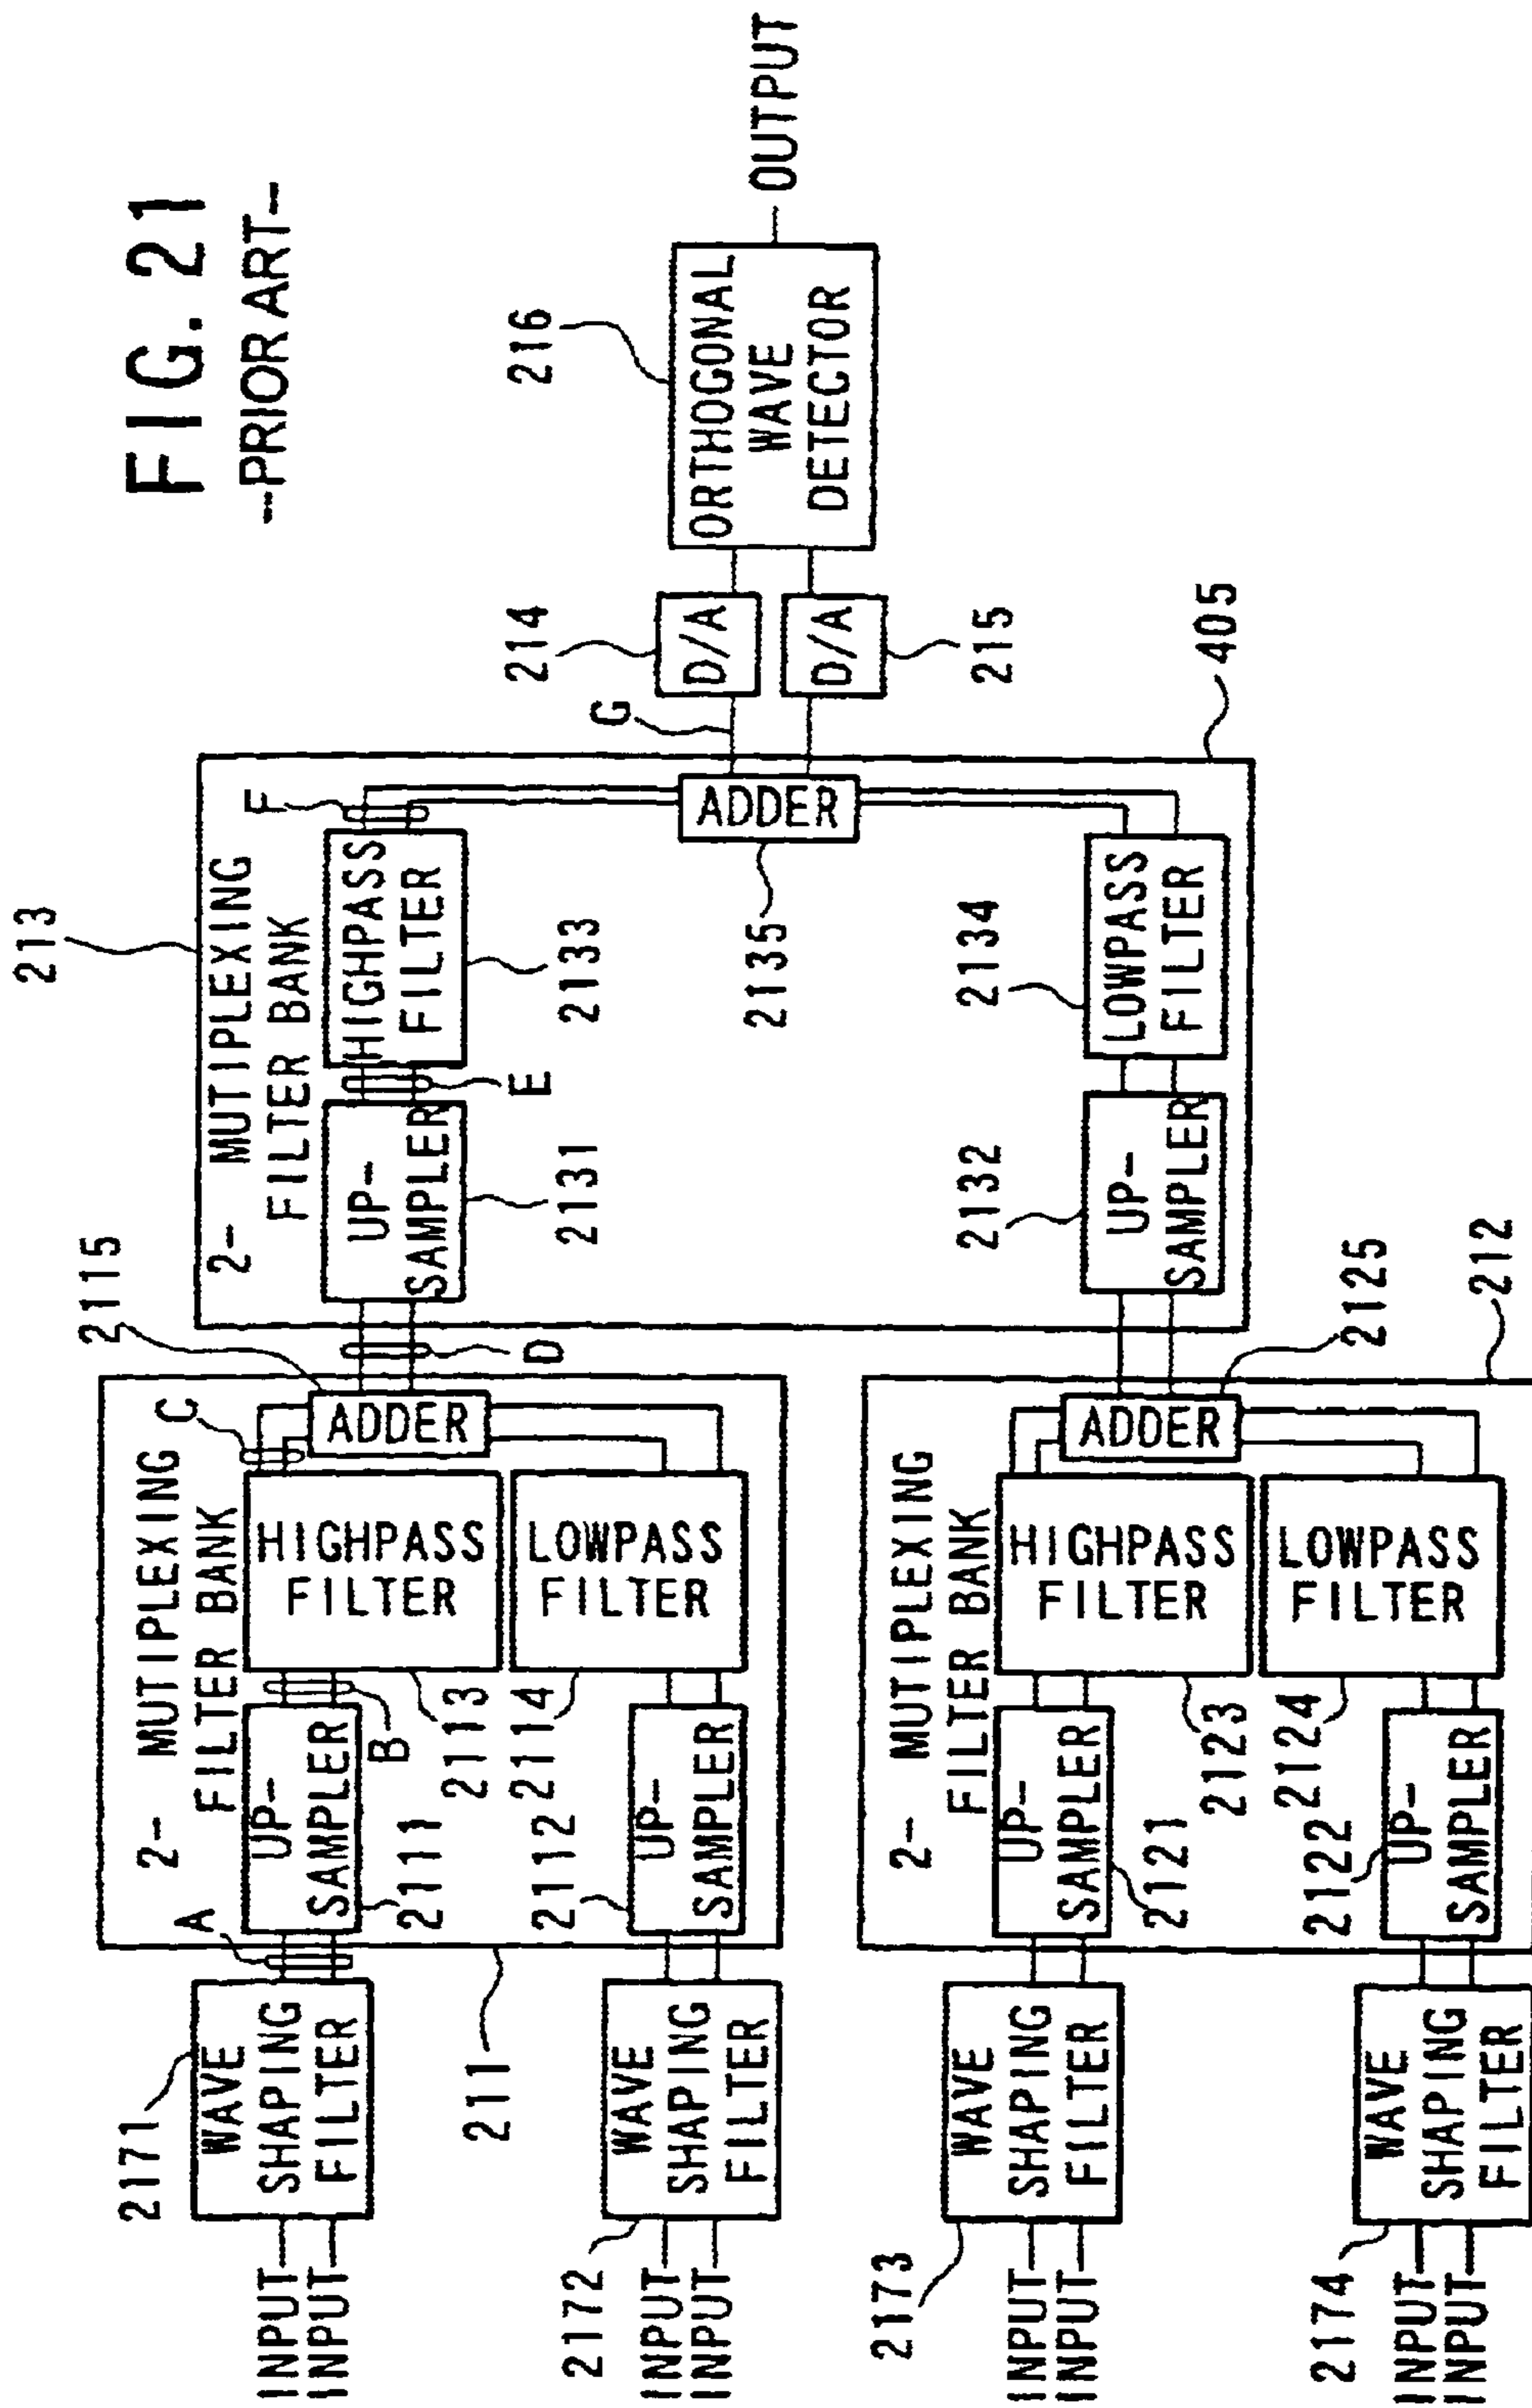 FIG. 21
-PRIOR ART-
213
2- MUTIPLEXING
FILTER BANK
HIGHPASS
FILTER
2133
UP-
SAMPLER
2131
E
F
ADDER
2135
LOWPASS
FILTER
2134
UP-
SAMPLER
2132
405
G
D/A
214
D/A
215
216
ORTHOGONAL
WAVE
DETECTOR
OUTPUT
211
2- MUTIPLEXING
FILTER BANK
A
UP-
SAMPLER
2111
B
HIGHPASS
FILTER
2113
C
ADDER
2115
D
UP-
SAMPLER
2112
LOWPASS
FILTER
2114
2171
WAVE
SHAPING
FILTER
INPUT
INPUT
2172
WAVE
SHAPING
FILTER
INPUT
INPUT
212
2- MUTIPLEXING
FILTER BANK
UP-
SAMPLER
2121
HIGHPASS
FILTER
2123
ADDER
2125
UP-
SAMPLER
2122
LOWPASS
FILTER
2124
2173
WAVE
SHAPING
FILTER
INPUT
INPUT
2174
WAVE
SHAPING
FILTER
INPUT
INPUT